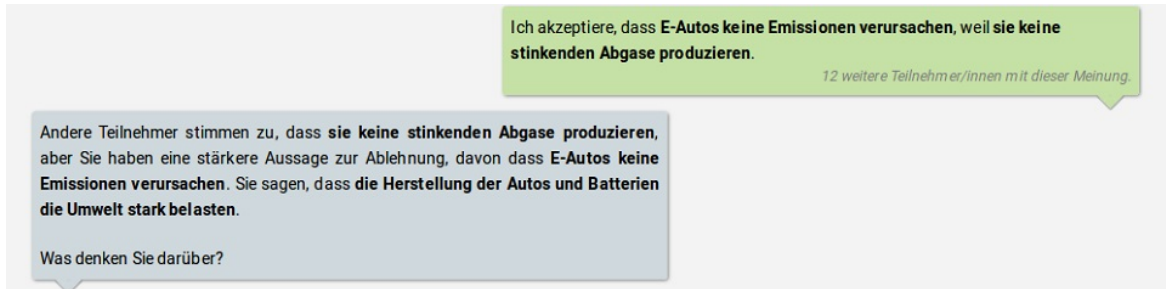 Ich akzeptiere, dass E-Autos keine Emissionen verursachen, weil sie keine
stinkenden Abgase produzieren.
12 weitere Teilnehmer/innen mit dieser Meinung.
Andere Teilnehmer stimmen zu, dass sie keine stinkenden Abgase produzieren,
aber Sie haben eine stärkere Aussage zur Ablehnung, davon dass E-Autos keine
Emissionen verursachen. Sie sagen, dass die Herstellung der Autos und Batterien
die Umwelt stark belasten.
Was denken Sie darüber?